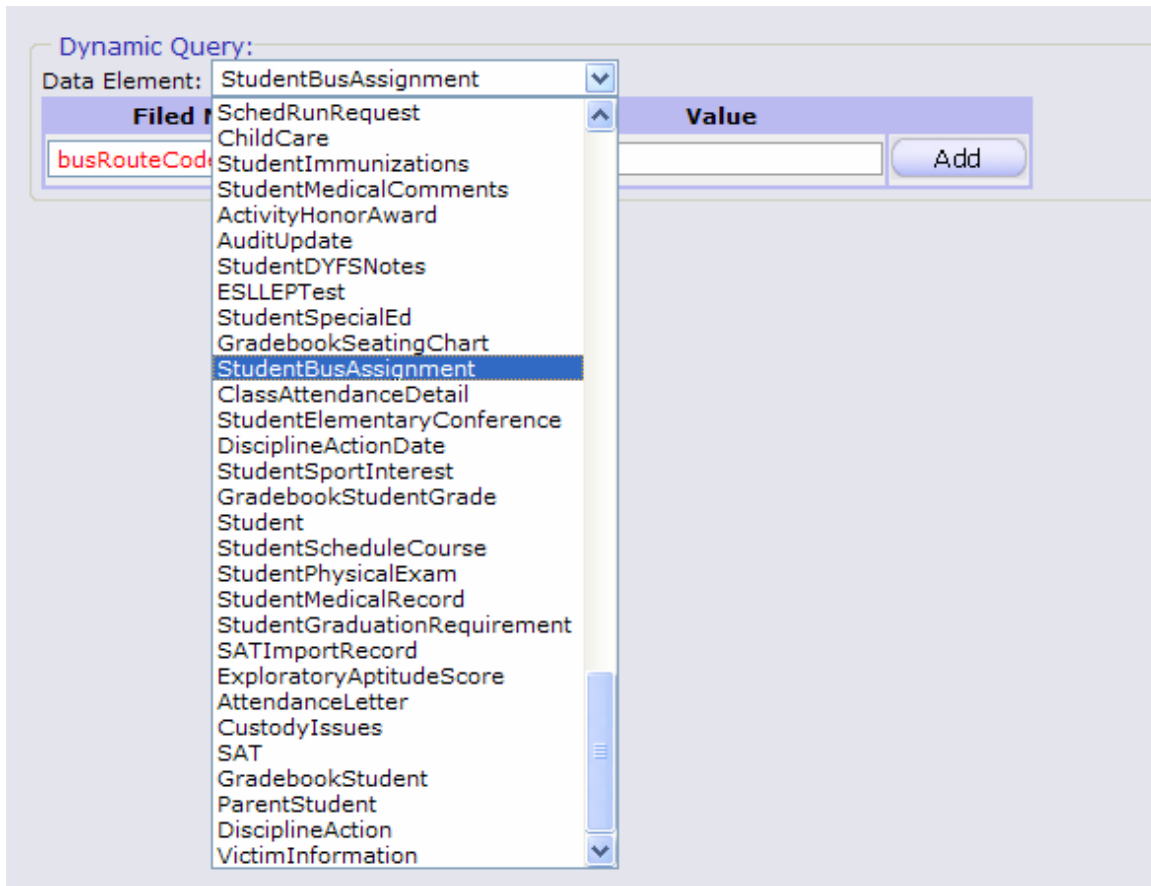 Dynamic Query:
Data Element: StudentBusAssignment
Filed Value
SchedRunRequest
ChildCare
busRouteCode Add
StudentImmunizations
StudentMedicalComments
ActivityHonorAward
AuditUpdate
StudentDYFSNotes
ESLLEPTest
StudentSpecialEd
GradebookSeatingChart
StudentBusAssignment
ClassAttendanceDetail
StudentElementaryConference
DisciplineActionDate
StudentSportInterest
GradebookStudentGrade
Student
StudentScheduleCourse
StudentPhysicalExam
StudentMedicalRecord
StudentGraduationRequirement
SATImportRecord
ExploratoryAptitudeScore
AttendanceLetter
CustodyIssues
SAT
GradebookStudent
ParentStudent
DisciplineAction
VictimInformation